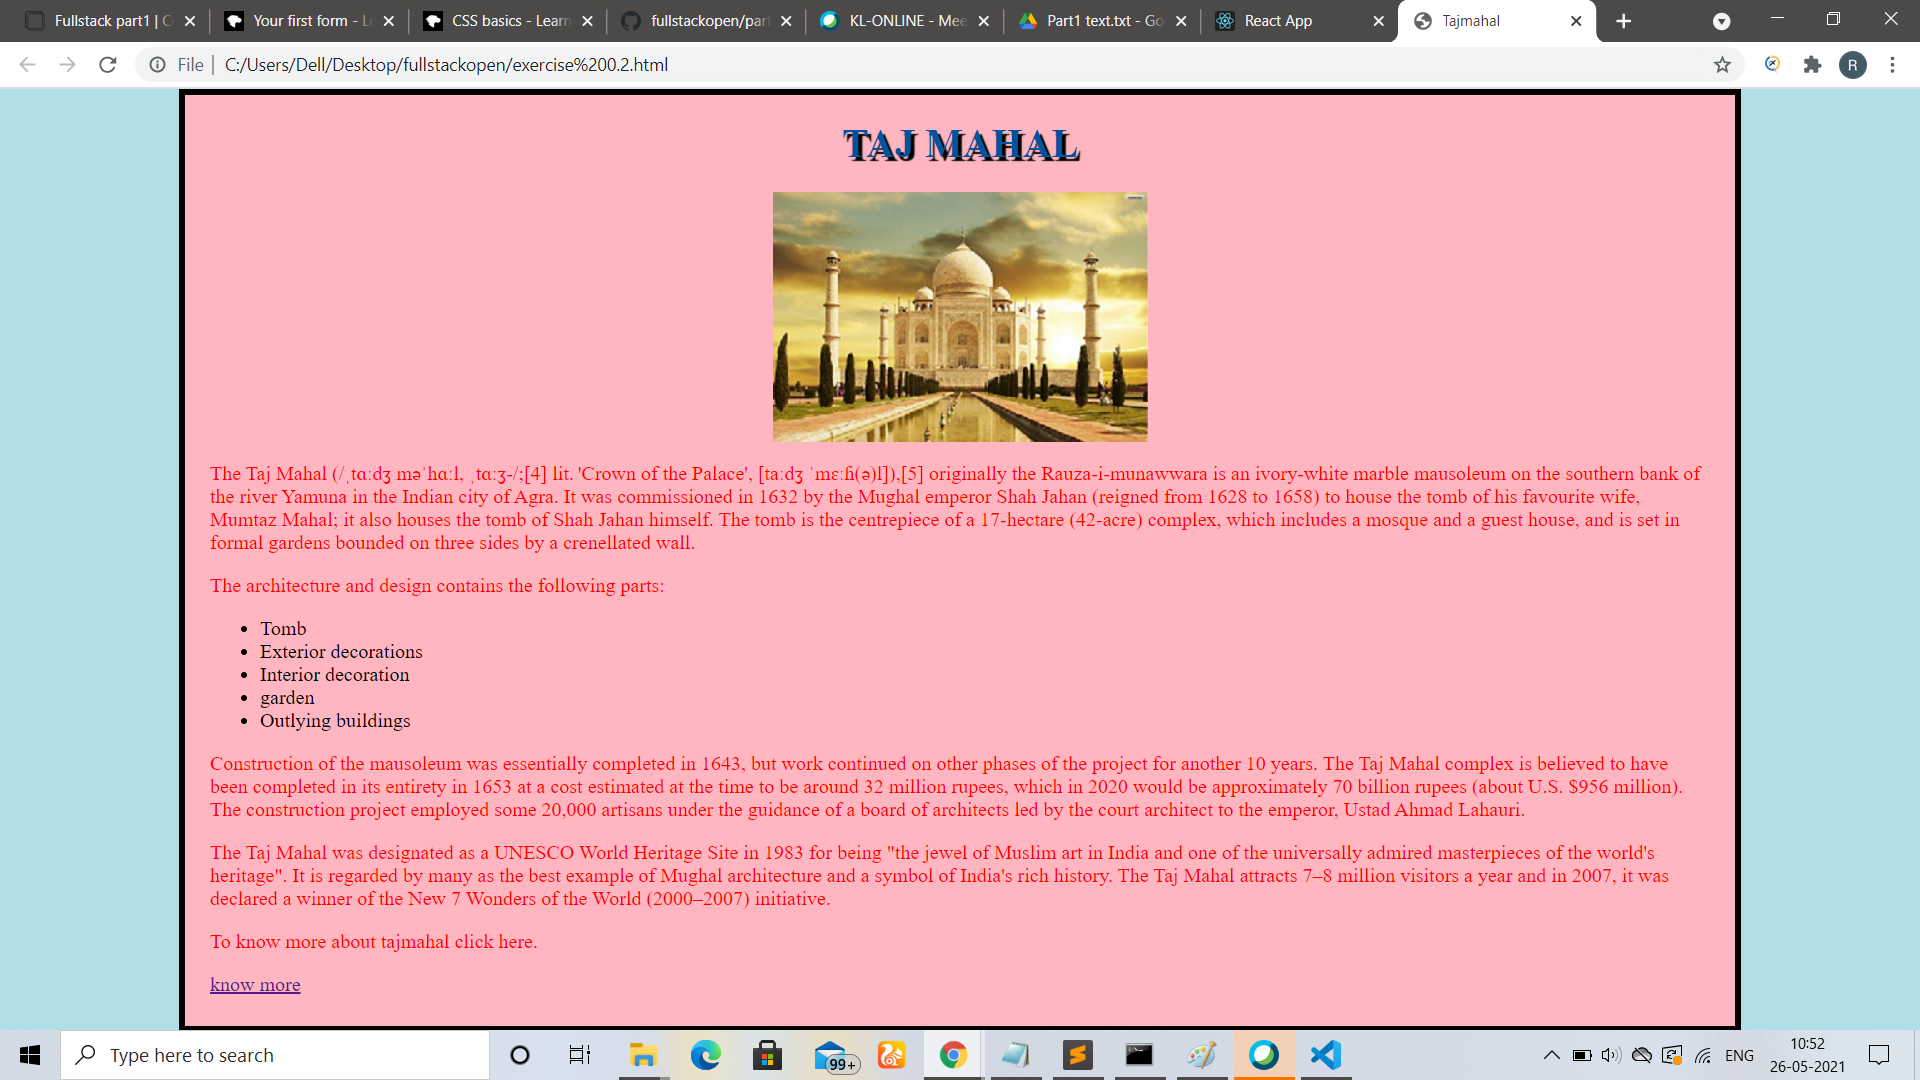 Fullstack part1 | C
Your first form - Le
CSS basics - Learn
fullstackopen/par
KL-ONLINE - Mee
Part1 text.txt - Go
React App
Tajmahal
File | C:/Users/Dell/Desktop/fullstackopen/exercise%200.2.html
R
TAJ MAHAL
The Taj Mahal (/ˌtɑːdʒ məˈhɑːl, ˌtɑːʒ-/;[4] lit. 'Crown of the Palace', [taːdʒ ˈmɛːɦ(ə)l]),[5] originally the Rauza-i-munawwara is an ivory-white marble mausoleum on the southern bank of
the river Yamuna in the Indian city of Agra. It was commissioned in 1632 by the Mughal emperor Shah Jahan (reigned from 1628 to 1658) to house the tomb of his favourite wife,
Mumtaz Mahal; it also houses the tomb of Shah Jahan himself. The tomb is the centrepiece of a 17-hectare (42-acre) complex, which includes a mosque and a guest house, and is set in
formal gardens bounded on three sides by a crenellated wall.
The architecture and design contains the following parts:
• Tomb
• Exterior decorations
• Interior decoration
• garden
• Outlying buildings
Construction of the mausoleum was essentially completed in 1643, but work continued on other phases of the project for another 10 years. The Taj Mahal complex is believed to have
been completed in its entirety in 1653 at a cost estimated at the time to be around 32 million rupees, which in 2020 would be approximately 70 billion rupees (about U.S. $956 million).
The construction project employed some 20,000 artisans under the guidance of a board of architects led by the court architect to the emperor, Ustad Ahmad Lahauri.
The Taj Mahal was designated as a UNESCO World Heritage Site in 1983 for being "the jewel of Muslim art in India and one of the universally admired masterpieces of the world's
heritage". It is regarded by many as the best example of Mughal architecture and a symbol of India's rich history. The Taj Mahal attracts 7–8 million visitors a year and in 2007, it was
declared a winner of the New 7 Wonders of the World (2000–2007) initiative.
To know more about tajmahal click here.
know more
Type here to search
99+
ENG
10:52
26-05-2021